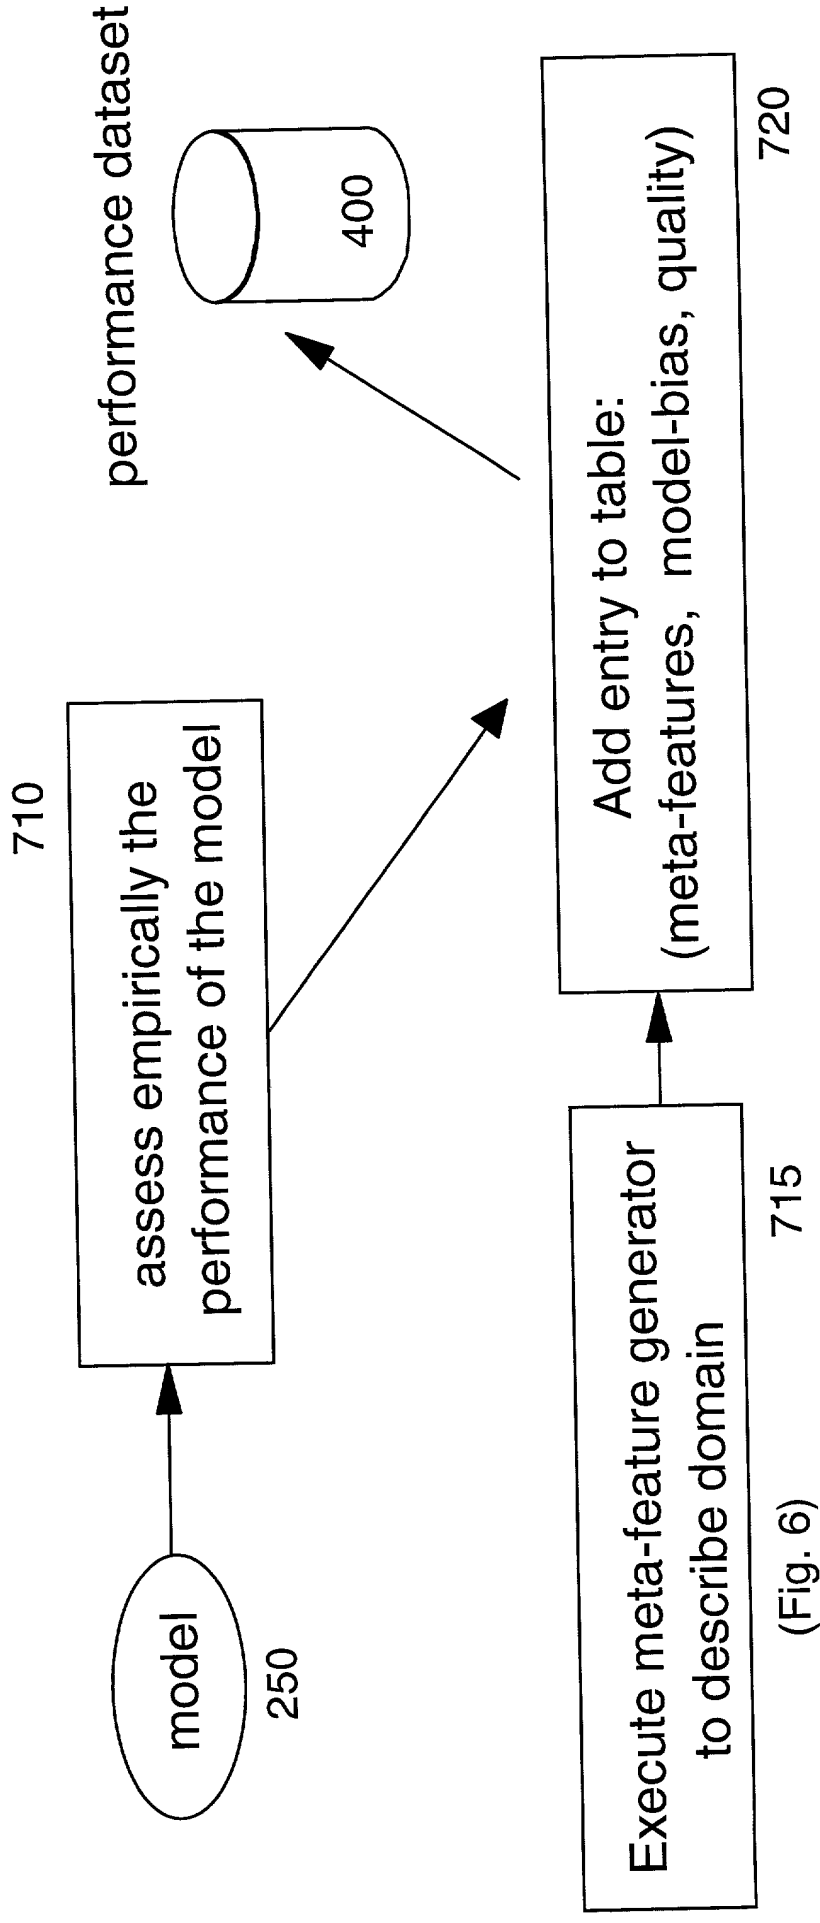 performance dataset
400
710
assess empirically the
performance of the model
model
250
Add entry to table:
(meta-features, model-bias, quality)
720
Execute meta-feature generator
to describe domain
715
(Fig. 6)